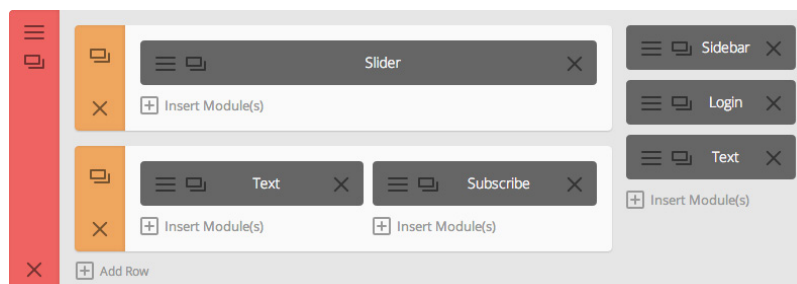 Slider
Insert Module(s)
Text
Subscribe
Insert Module(s)
Insert Module(s)
Add Row
Sidebar
Login
Text
Insert Module(s)